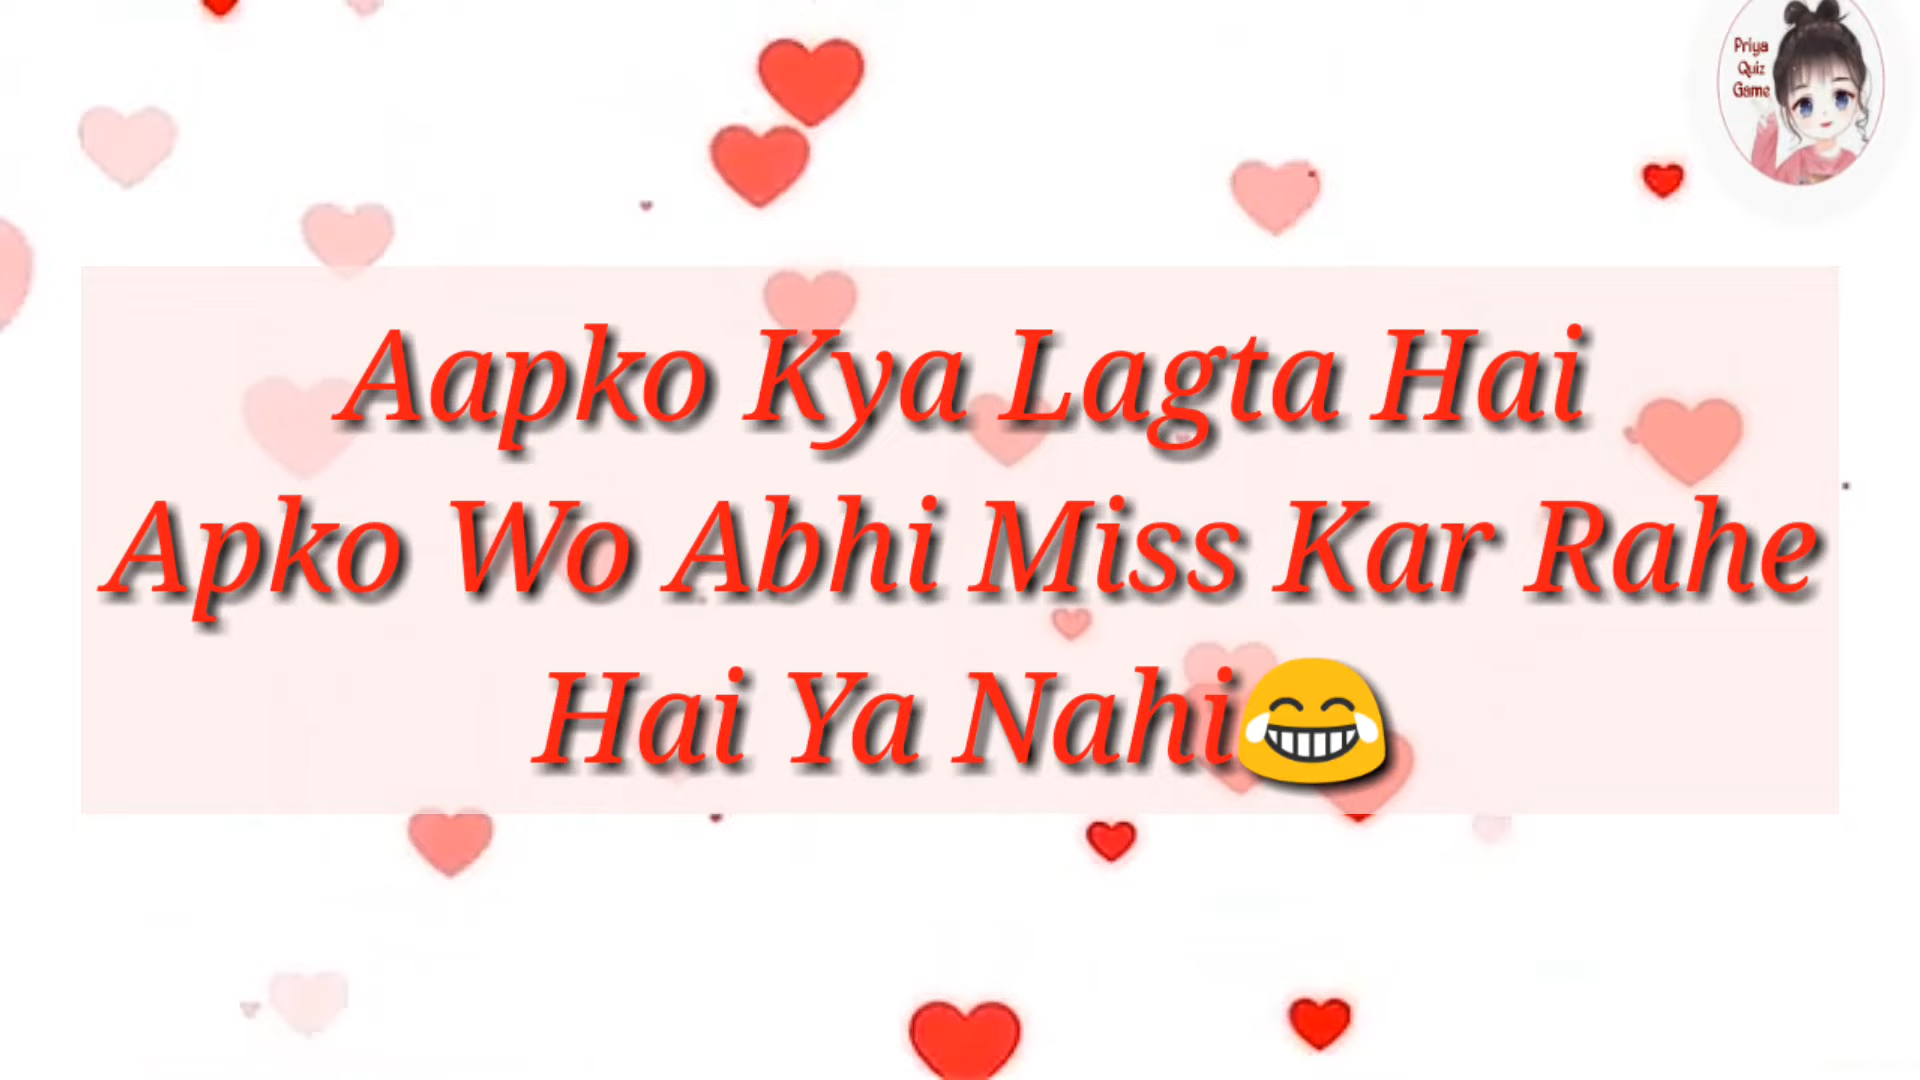 Priya
Quiz
Game
Aapko Kya Lagta Hai
Apko Wo Abhi Miss Kar Rahe
Hai Ya Nahi😂